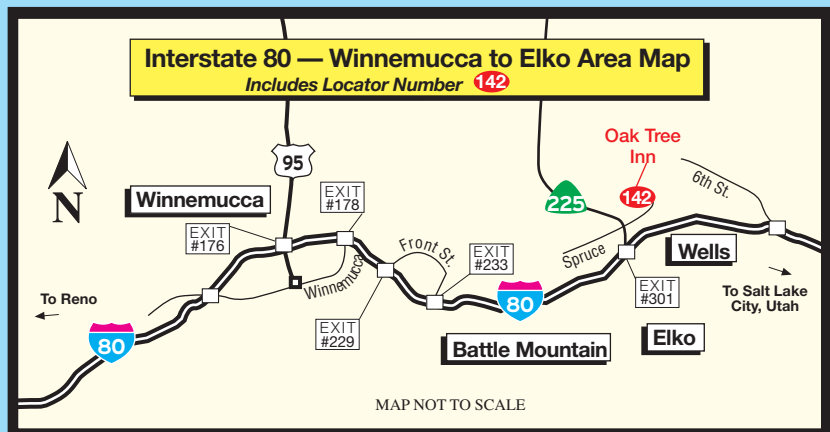 Interstate 80 — Winnemucca to Elko Area Map
Includes Locator Number 142
Oak Tree
Inn
95
6th St.
N
Winnemucca
EXIT
#178
225
142
EXIT
#176
Front St.
Spruce
Wells
EXIT
#233
Winnemucca
To Reno
EXIT
#301
To Salt Lake
City, Utah
80
EXIT
#229
80
Battle Mountain
Elko
MAP NOT TO SCALE